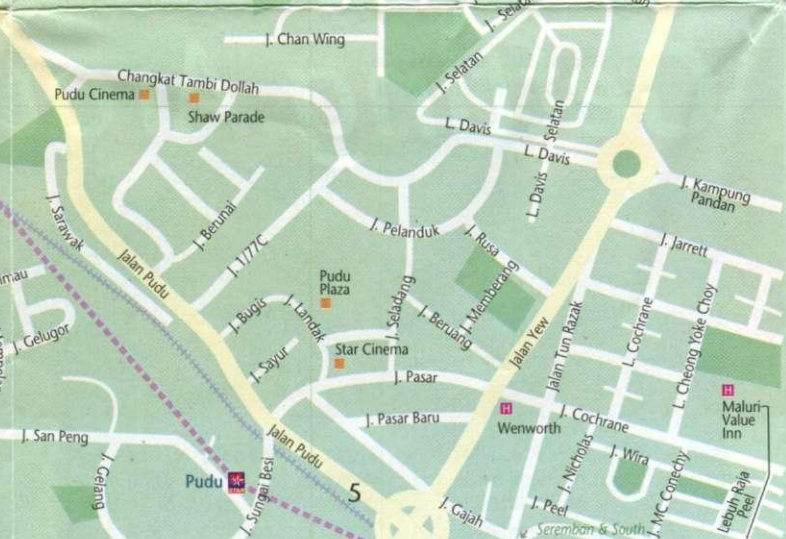 J. Chan Wing
J. Selatan
J. Selatan
Changkat Tambi Dollah
Pudu Cinema
Shaw Parade
L. Davis
L. Davis
L. Davis
Selatan
J. Kampung
Pandan
J. Sarawak
J. Berunai
J. Pelanduk
J. Rusa
J. Jarrett
Jalan Pudu
J. 1/77C
Pudu
Plaza
J. Seladang
J. Memberang
J. Bugis
J. Landak
J. Beruang
Jalan Yew
Jalan Tun Razak
L. Cochrane
L. Cheong Yoke Choy
J. Gelugor
J. Sayur
Star Cinema
J. Pasar
J. Pasar Baru
H
Wenworth
J. Cochrane
H
Maluri
Value
Inn
J. San Peng
Jalan Pudu
J. Nicholas
J. Wira
J. MC Conechy
Lebuh Raja
Peel
J. Gelang
Pudu
J. Sungai Besi
5
J. Gajah
J. Peel
Seremban & South